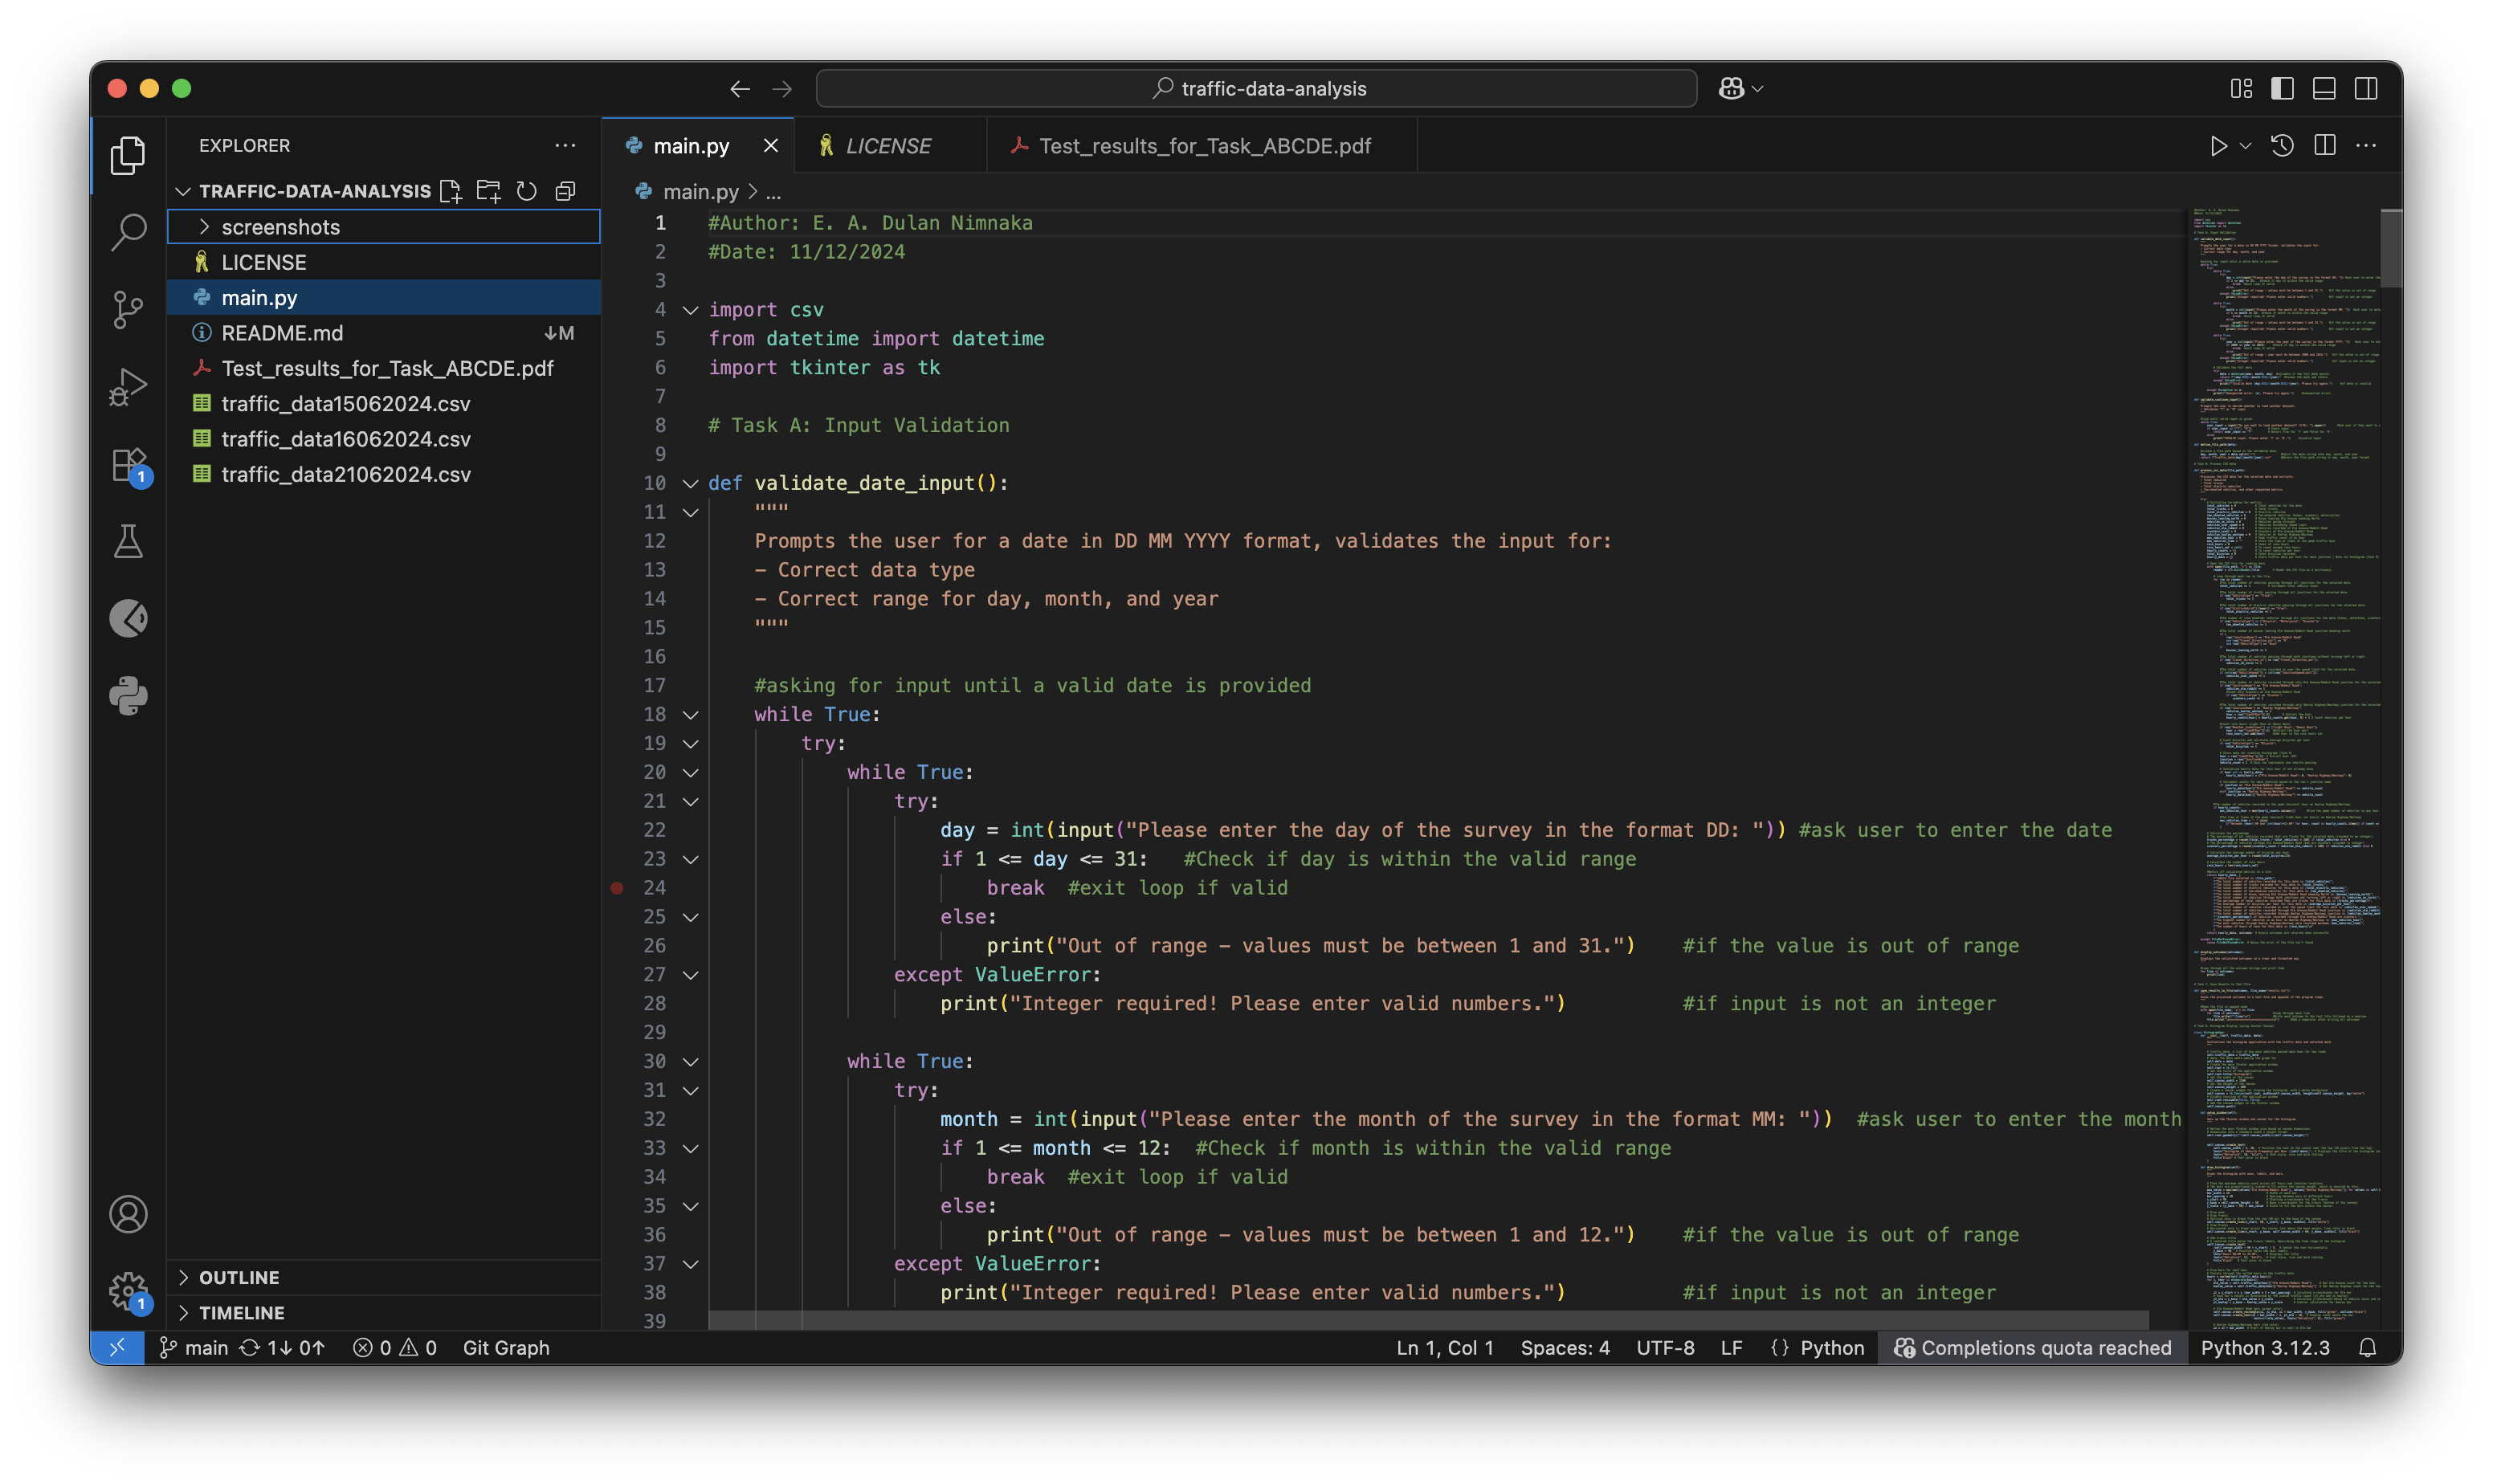 traffic-data-analysis
EXPLORER
main.py
LICENSE
Test_results_for_Task_ABCDE.pdf
TRAFFIC-DATA-ANALYSIS
main.py > ...
screenshots
LICENSE
main.py
README.md ↓M
Test_results_for_Task_ABCDE.pdf
traffic_data15062024.csv
traffic_data16062024.csv
traffic_data21062024.csv
1
OUTLINE
TIMELINE
1
1 #Author: E. A. Dulan Nimnaka
2 #Date: 11/12/2024
3
4 import csv
5 from datetime import datetime
6 import tkinter as tk
7
8 # Task A: Input Validation
9
10 def validate_date_input():
11 """
12 Prompts the user for a date in DD MM YYYY format, validates the input for:
13 - Correct data type
14 - Correct range for day, month, and year
15 """
16
17 #asking for input until a valid date is provided
18 while True:
19 try:
20 while True:
21 try:
22 day = int(input("Please enter the day of the survey in the format DD: ")) #ask user to enter the date
23 if 1 <= day <= 31: #Check if day is within the valid range
24 break #exit loop if valid
25 else:
26 print("Out of range - values must be between 1 and 31.") #if the value is out of range
27 except ValueError:
28 print("Integer required! Please enter valid numbers.") #if input is not an integer
29
30 while True:
31 try:
32 month = int(input("Please enter the month of the survey in the format MM: ")) #ask user to enter the month
33 if 1 <= month <= 12: #Check if month is within the valid range
34 break #exit loop if valid
35 else:
36 print("Out of range - values must be between 1 and 12.") #if the value is out of range
37 except ValueError:
38 print("Integer required! Please enter valid numbers.") #if input is not an integer
39
main 1↓ 0↑ 0 0 Git Graph Ln 1, Col 1 Spaces: 4 UTF-8 LF {} Python Completions quota reached Python 3.12.3